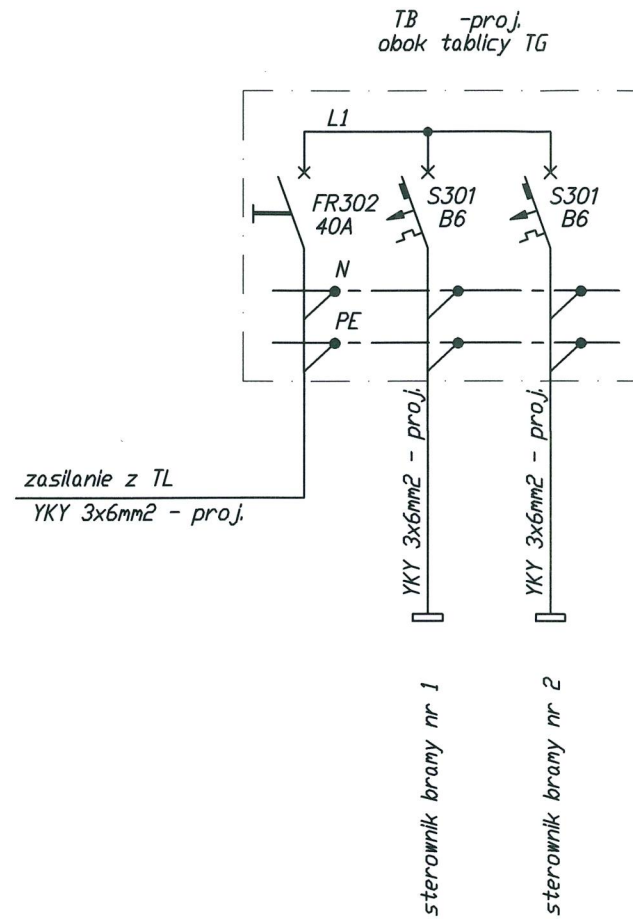 TB -proj.
obok tablicy TG
L1
FR302
40A
S301
B6
S301
B6
N
PE
zasilanie z TL
YKY 3x6mm2 - proj.
YKY 3x6mm2 - proj.
YKY 3x6mm2 - proj.
sterownik bramy nr 1
sterownik bramy nr 2